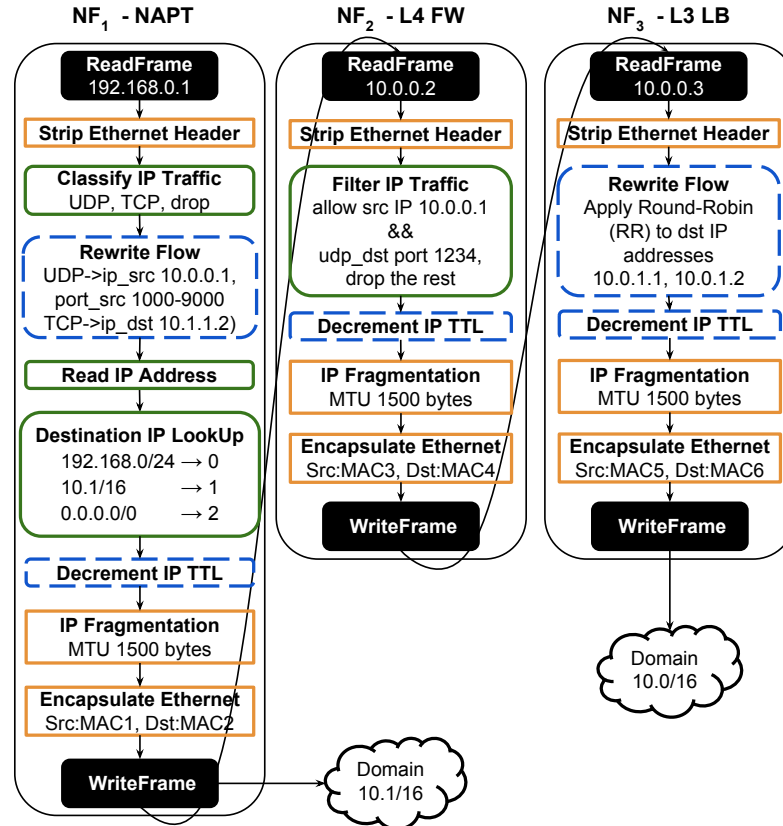 NF1 - NAPT
ReadFrame
192.168.0.1
Strip Ethernet Header
Classify IP Traffic
UDP, TCP, drop
Rewrite Flow
UDP->ip_src 10.0.0.1,
port_src 1000-9000
TCP->ip_dst 10.1.1.2)
Read IP Address
Destination IP LookUp
192.168.0/24 → 0
10.1/16 → 1
0.0.0.0/0 → 2
Decrement IP TTL
IP Fragmentation
MTU 1500 bytes
Encapsulate Ethernet
Src:MAC1, Dst:MAC2
WriteFrame
Domain
10.1/16
NF2 - L4 FW
ReadFrame
10.0.0.2
Strip Ethernet Header
Filter IP Traffic
allow src IP 10.0.0.1
&&
udp_dst port 1234,
drop the rest
Decrement IP TTL
IP Fragmentation
MTU 1500 bytes
Encapsulate Ethernet
Src:MAC3, Dst:MAC4
WriteFrame
NF3 - L3 LB
ReadFrame
10.0.0.3
Strip Ethernet Header
Rewrite Flow
Apply Round-Robin
(RR) to dst IP
addresses
10.0.1.1, 10.0.1.2
Decrement IP TTL
IP Fragmentation
MTU 1500 bytes
Encapsulate Ethernet
Src:MAC5, Dst:MAC6
WriteFrame
Domain
10.0/16